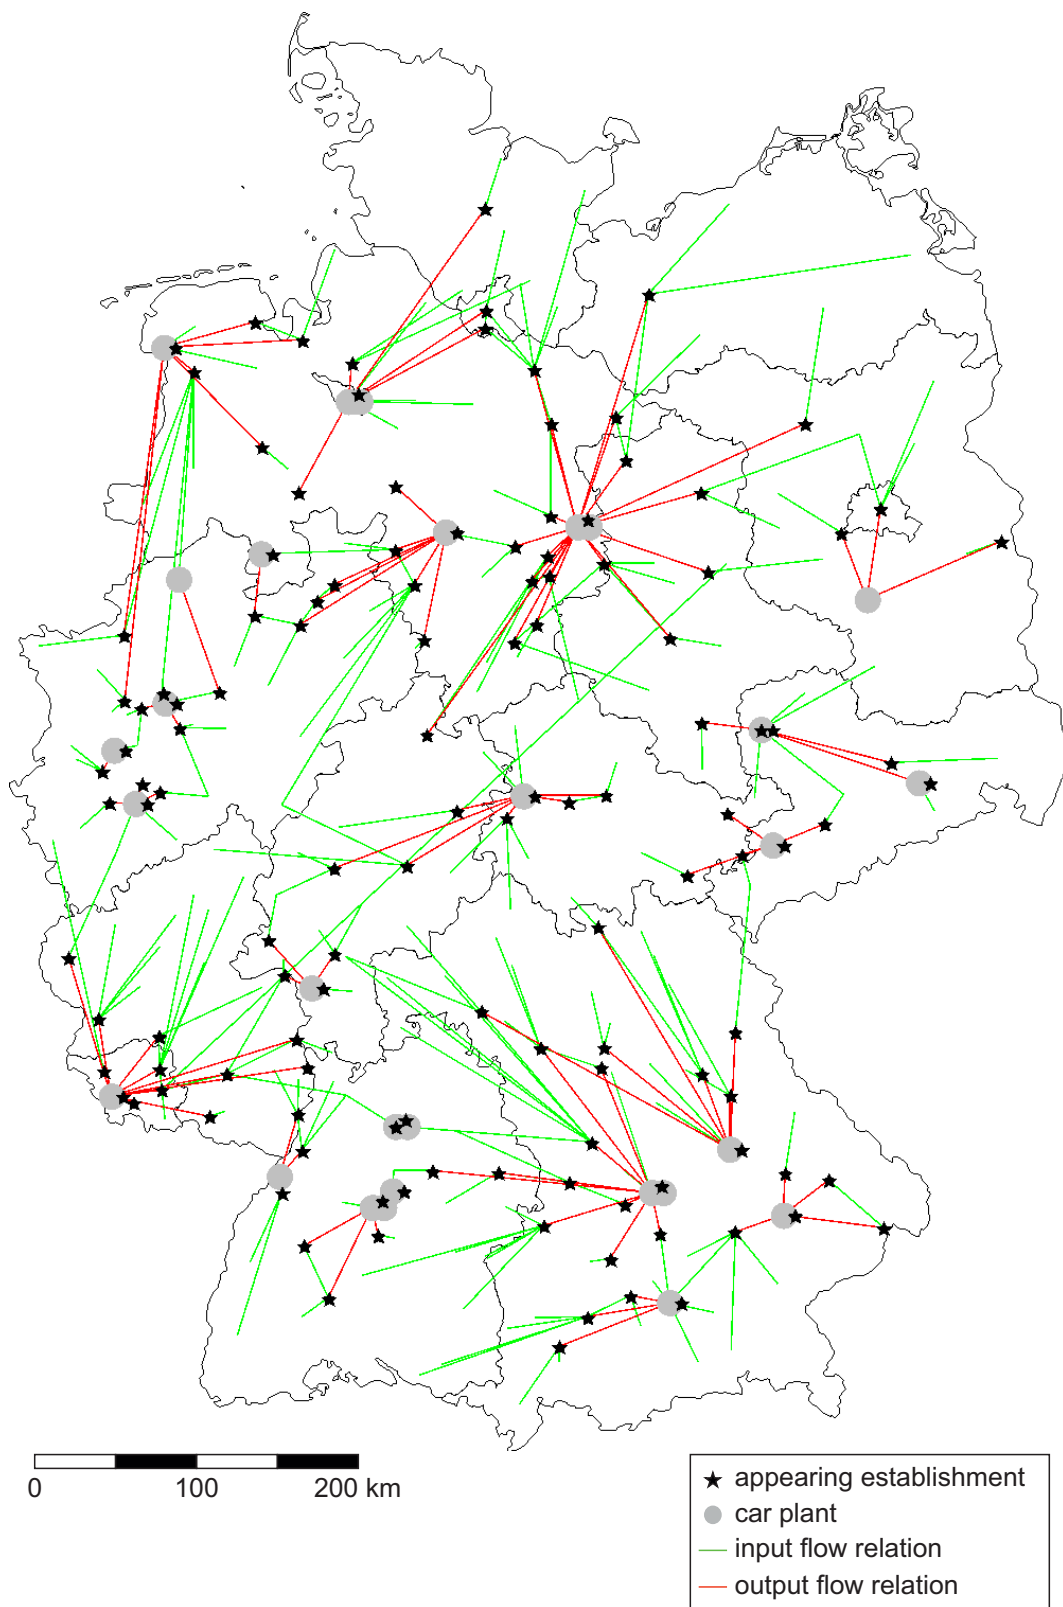 0 100 200 km
appearing establishment
car plant
input flow relation
output flow relation